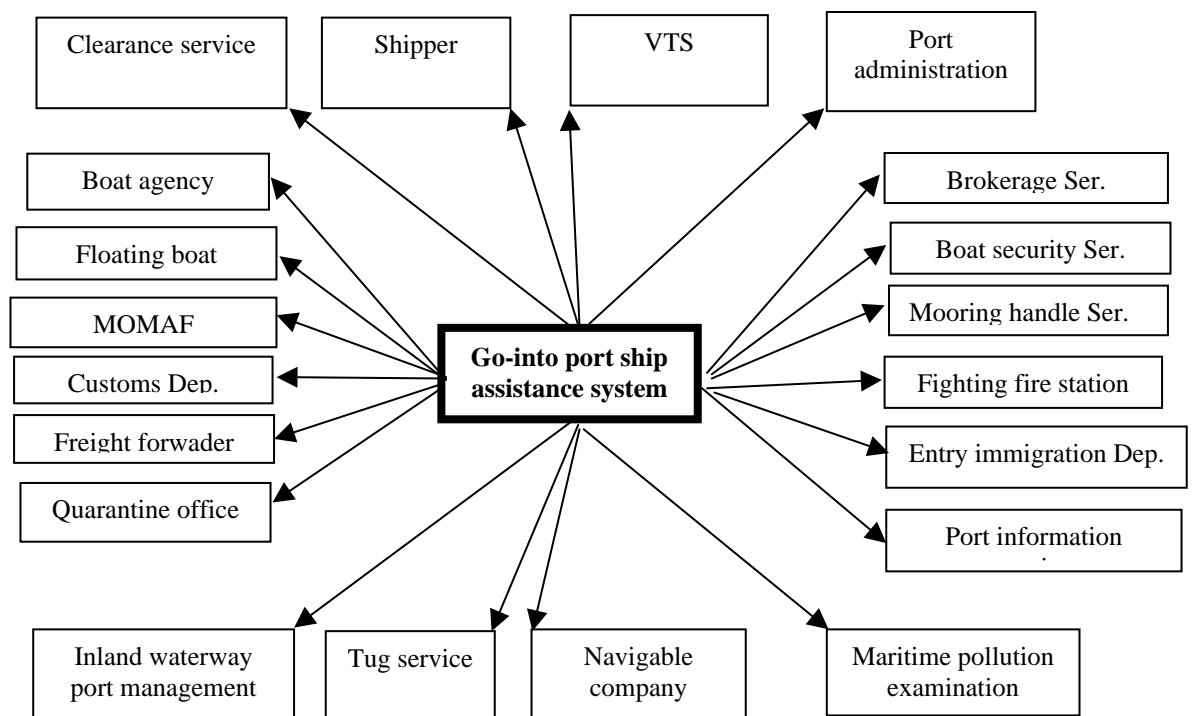 Clearance service
Shipper
VTS
Port
administration
Boat agency
Floating boat
MOMAF
Customs Dep.
Freight forwader
Quarantine office
Go-into port ship
assistance system
Brokerage Ser.
Boat security Ser.
Mooring handle Ser.
Fighting fire station
Entry immigration Dep.
Port information
Inland waterway
port management
Tug service
Navigable
company
Maritime pollution
examination